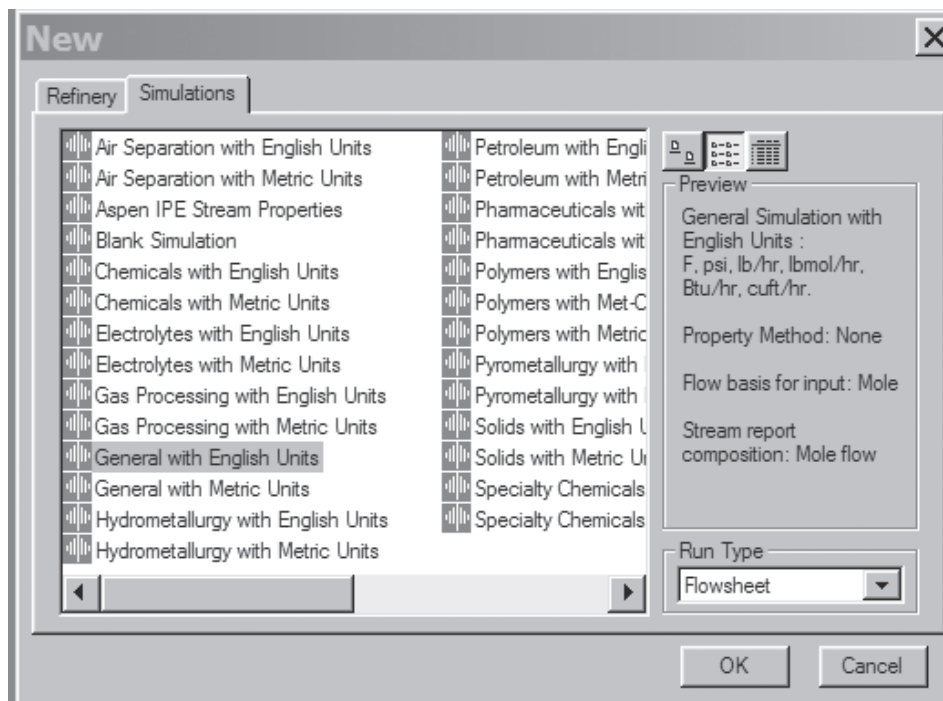 New
Refinery
Simulations
Air Separation with English Units
Air Separation with Metric Units
Aspen IPE Stream Properties
Blank Simulation
Chemicals with English Units
Chemicals with Metric Units
Electrolytes with English Units
Electrolytes with Metric Units
Gas Processing with English Units
Gas Processing with Metric Units
General with English Units
General with Metric Units
Hydrometallurgy with English Units
Hydrometallurgy with Metric Units
Petroleum with Engli
Petroleum with Metri
Pharmaceuticals wit
Pharmaceuticals wit
Polymers with Englis
Polymers with Met-C
Polymers with Metric
Pyrometallurgy with
Pyrometallurgy with
Solids with English U
Solids with Metric Un
Specialty Chemicals
Specialty Chemicals
Preview
General Simulation with
English Units :
F, psi, lb/hr, lbmol/hr,
Btu/hr, cuft/hr.
Property Method: None
Flow basis for input: Mole
Stream report
composition: Mole flow
Run Type
Flowsheet
OK
Cancel